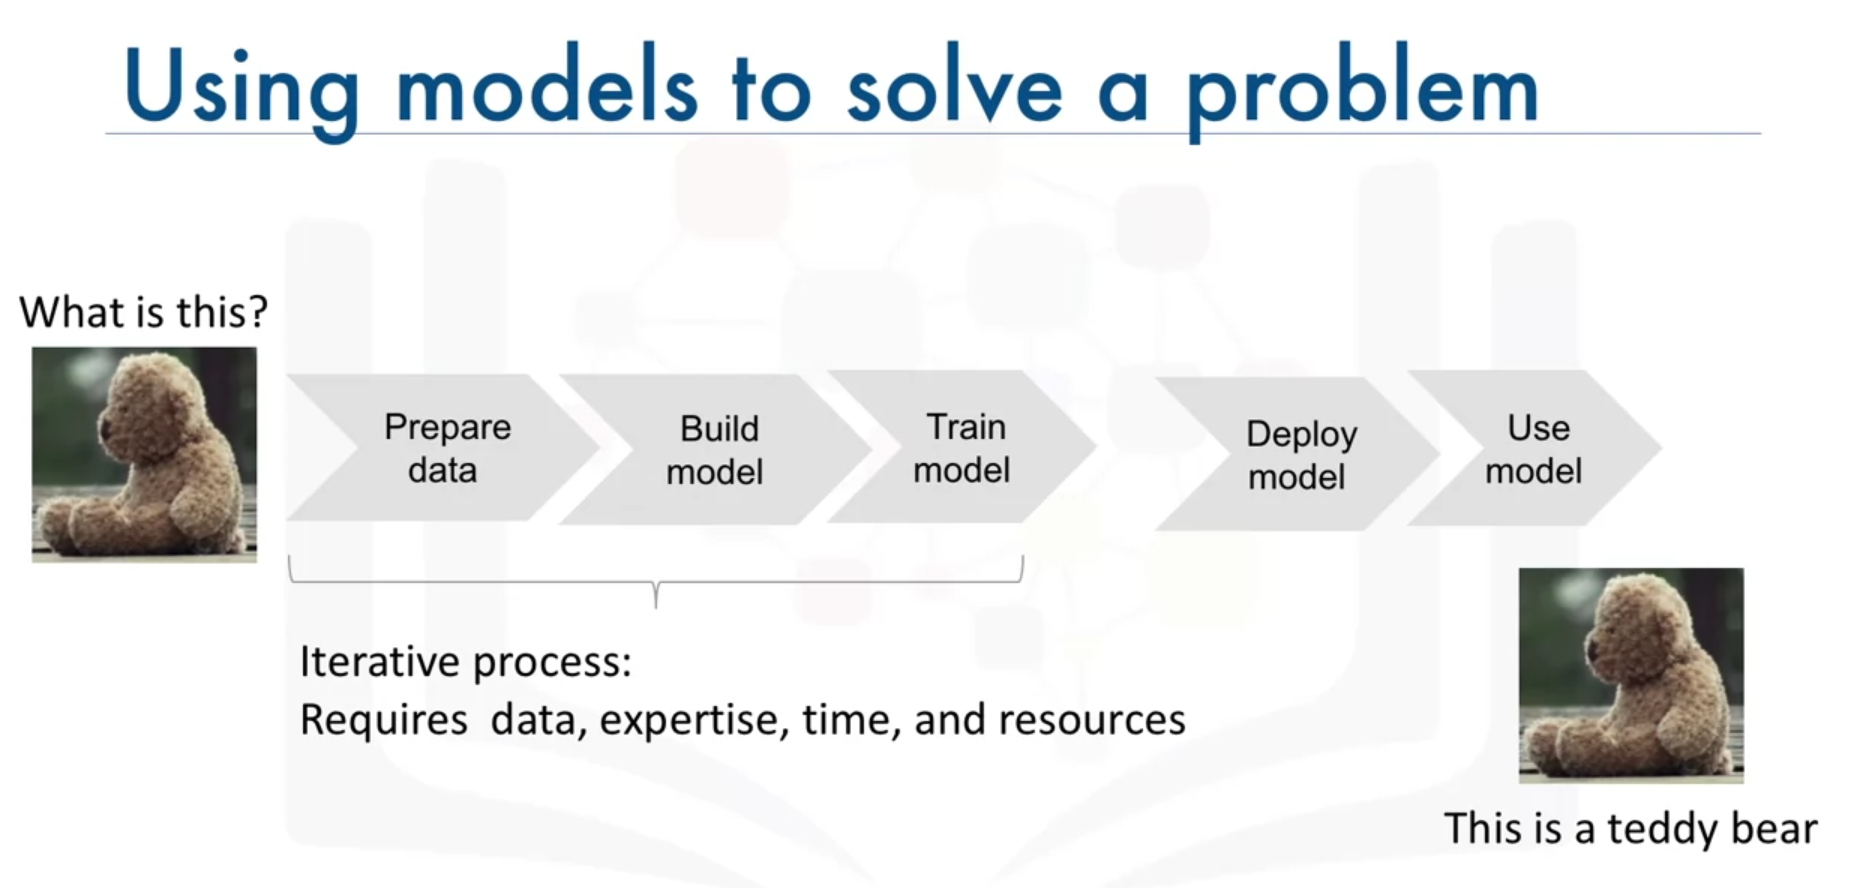 Using models to solve a problem
What is this?
Prepare
data
Build
model
Train
model
Deploy
model
Use
model
Iterative process:
Requires data, expertise, time, and resources
This is a teddy bear